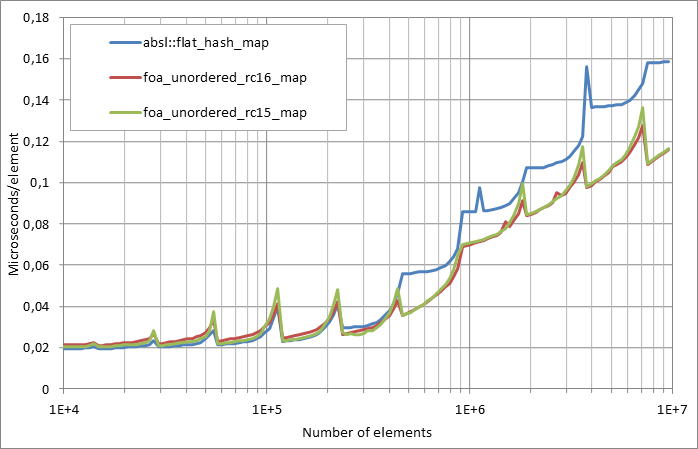 0,18
0,16
0,14
0,12
0,1
0,08
0,06
0,04
0,02
0
Microseconds/element
absl::flat_hash_map
foa_unordered_rc16_map
foa_unordered_rc15_map
1E+4 1E+5 1E+6 1E+7
Number of elements